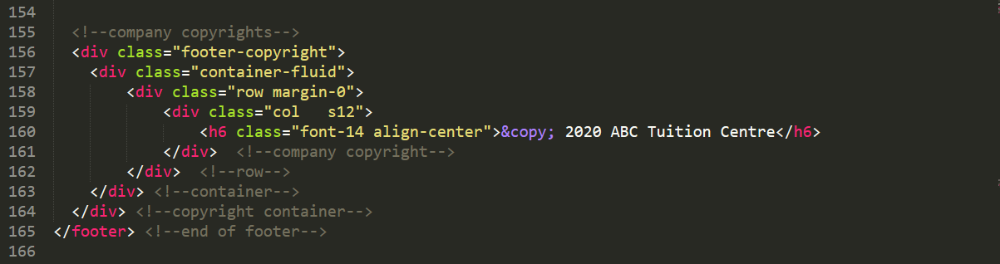 154
155 <!--company copyrights-->
156 <div class="footer-copyright">
157 <div class="container-fluid">
158 <div class="row margin-0">
159 <div class="col   s12">
160 <h6 class="font-14 align-center">&copy; 2020 ABC Tuition Centre</h6>
161 </div>  <!--company copyright-->
162 </div>  <!--row-->
163 </div> <!--container-->
164 </div> <!--copyright container-->
165 </footer> <!--end of footer-->
166